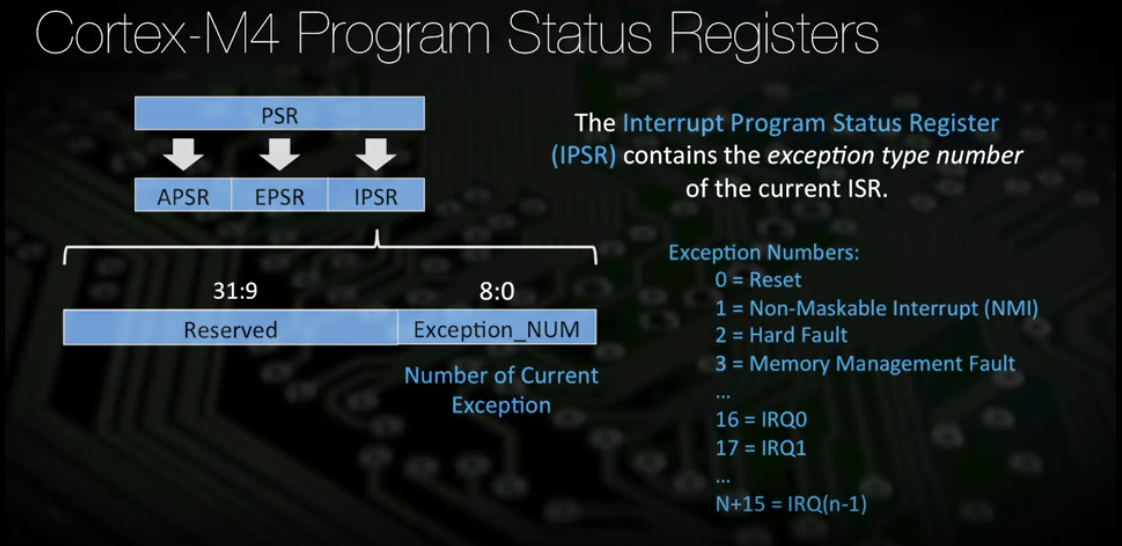 Cortex-M4 Program Status Registers
PSR
APSR EPSR IPSR
31:9 8:0
Reserved Exception_NUM
Number of Current
Exception
The Interrupt Program Status Register
(IPSR) contains the exception type number
of the current ISR.
Exception Numbers:
0 = Reset
1 = Non-Maskable Interrupt (NMI)
2 = Hard Fault
3 = Memory Management Fault
...
16 = IRQ0
17 = IRQ1
...
N+15 = IRQ(n-1)